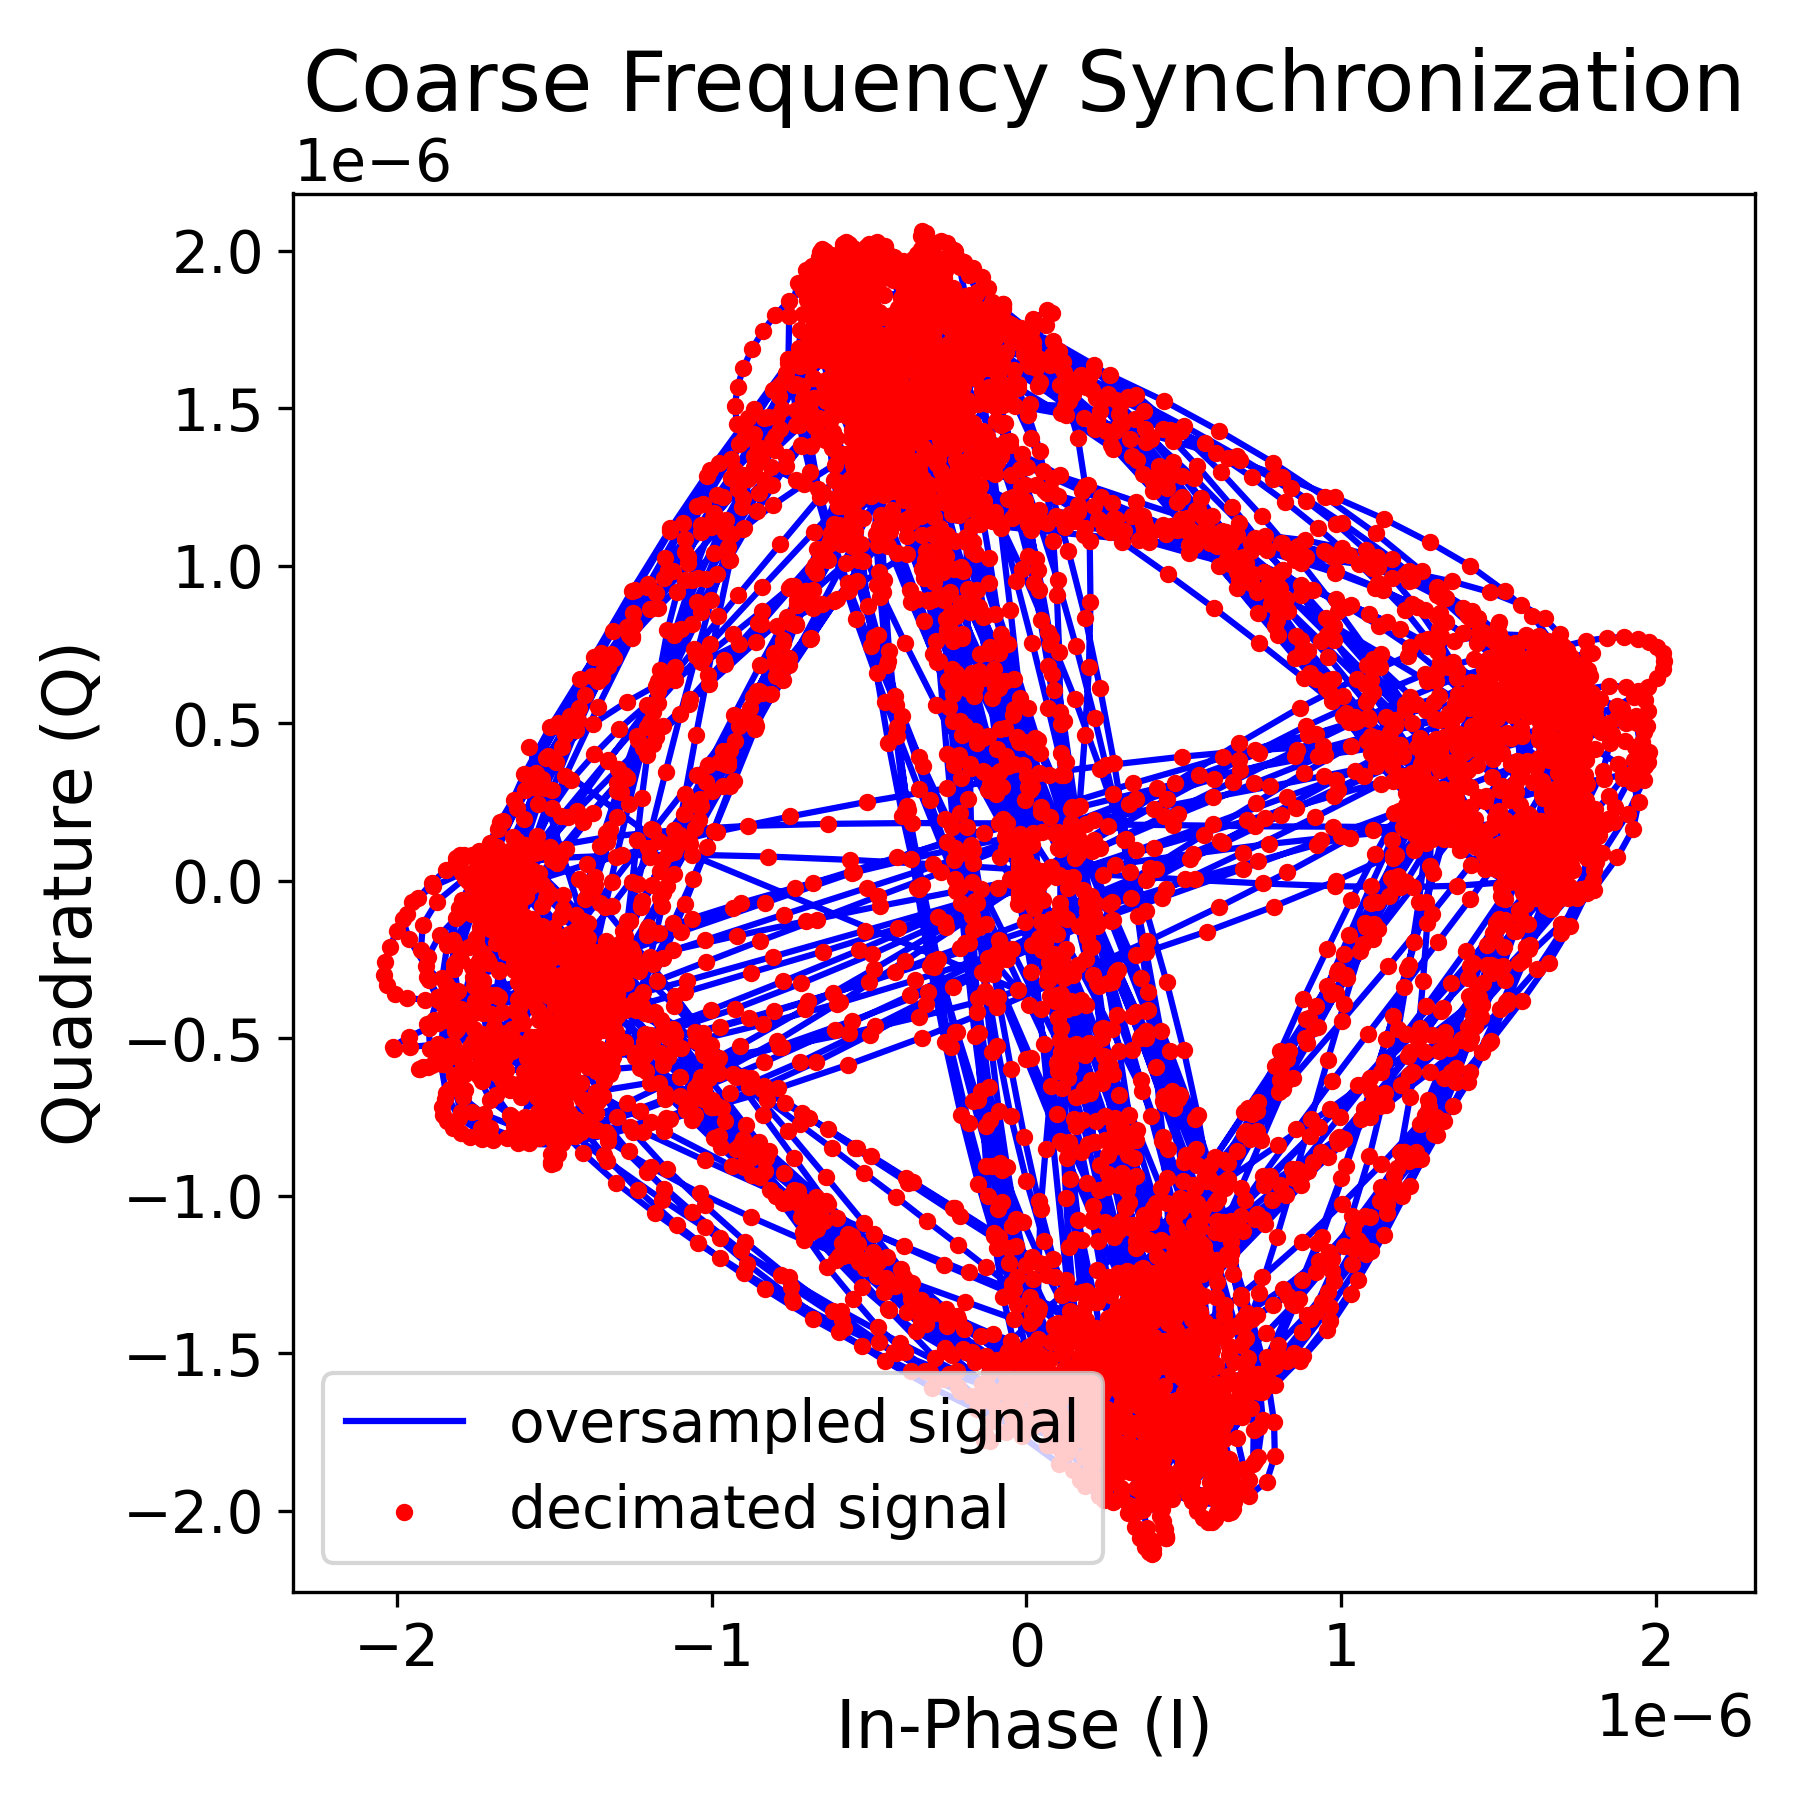 Coarse Frequency Synchronization
1e−6
2.0
1.5
1.0
0.5
0.0
−0.5
−1.0
−1.5
−2.0
Quadrature (Q)
oversampled signal
decimated signal
−2 −1 0 1 2
1e−6
In-Phase (I)